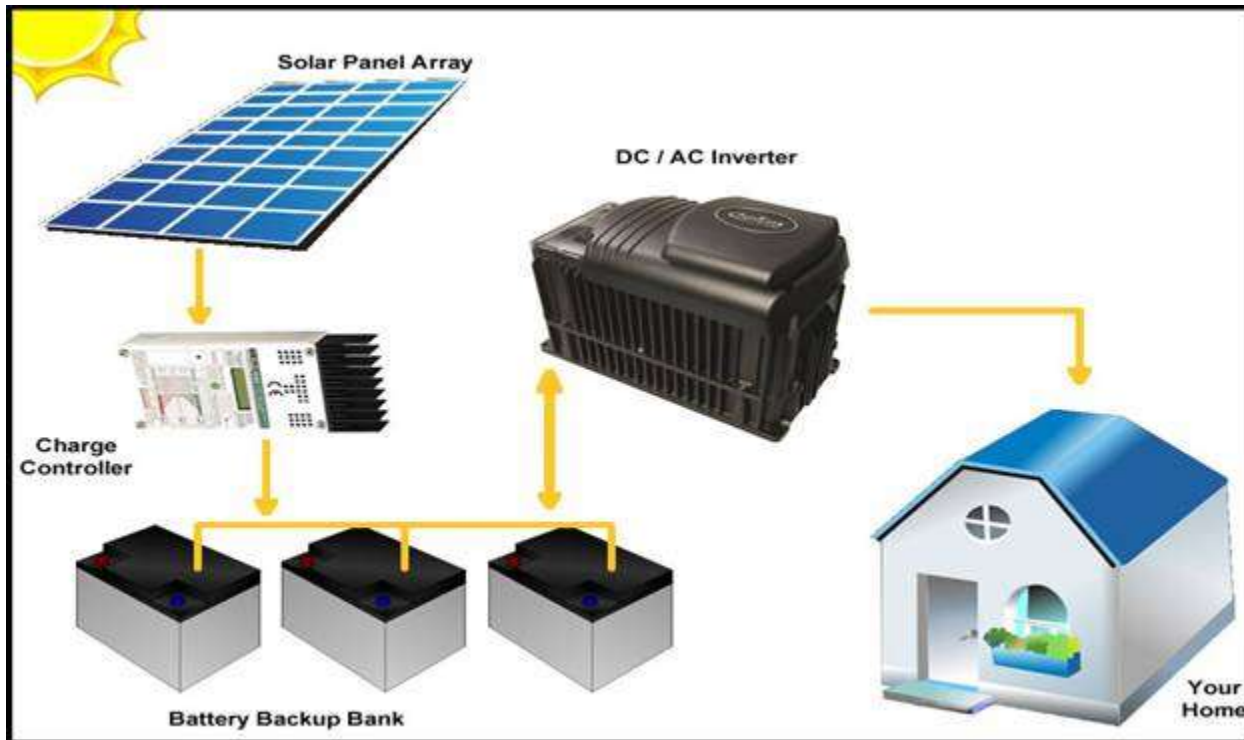 Solar Panel Array
DC / AC Inverter
Charge
Controller
Battery Backup Bank
Your
Home